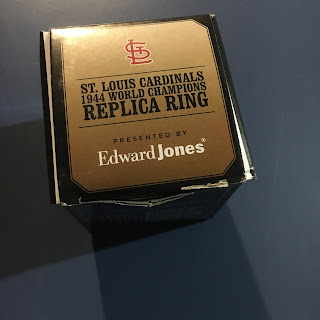 STL
ST. LOUIS CARDINALS
1944 WORLD CHAMPIONS
REPLICA RING
PRESENTED BY
Edward Jones®